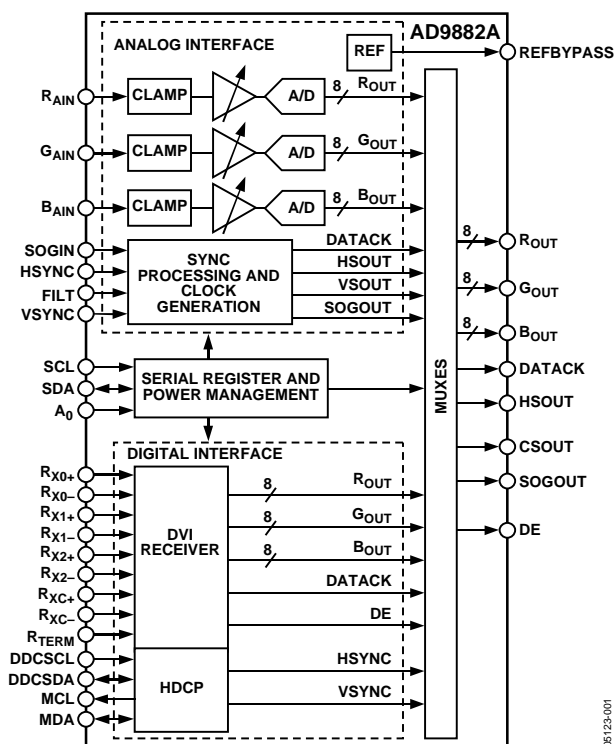 AD9882A
ANALOG INTERFACE
REF
REFBYPASS
RAIN
CLAMP
A/D
8
ROUT
GAIN
CLAMP
A/D
8
GOUT
BAIN
CLAMP
A/D
8
BOUT
SOGIN
HSYNC
FILT
VSYNC
SYNC
PROCESSING AND
CLOCK
GENERATION
DATACK
HSOUT
VSOUT
SOGOUT
SCL
SDA
A0
SERIAL REGISTER AND
POWER MANAGEMENT
MUXES
8
ROUT
8
GOUT
8
BOUT
DATACK
HSOUT
CSOUT
SOGOUT
DE
DIGITAL INTERFACE
RX0+
RX0–
RX1+
RX1–
RX2+
RX2–
RXC+
RXC–
RTERM
DVI
RECEIVER
8
ROUT
8
GOUT
8
BOUT
DATACK
DE
DDCSCL
DDCSDA
MCL
MDA
HDCP
HSYNC
VSYNC
05123-001